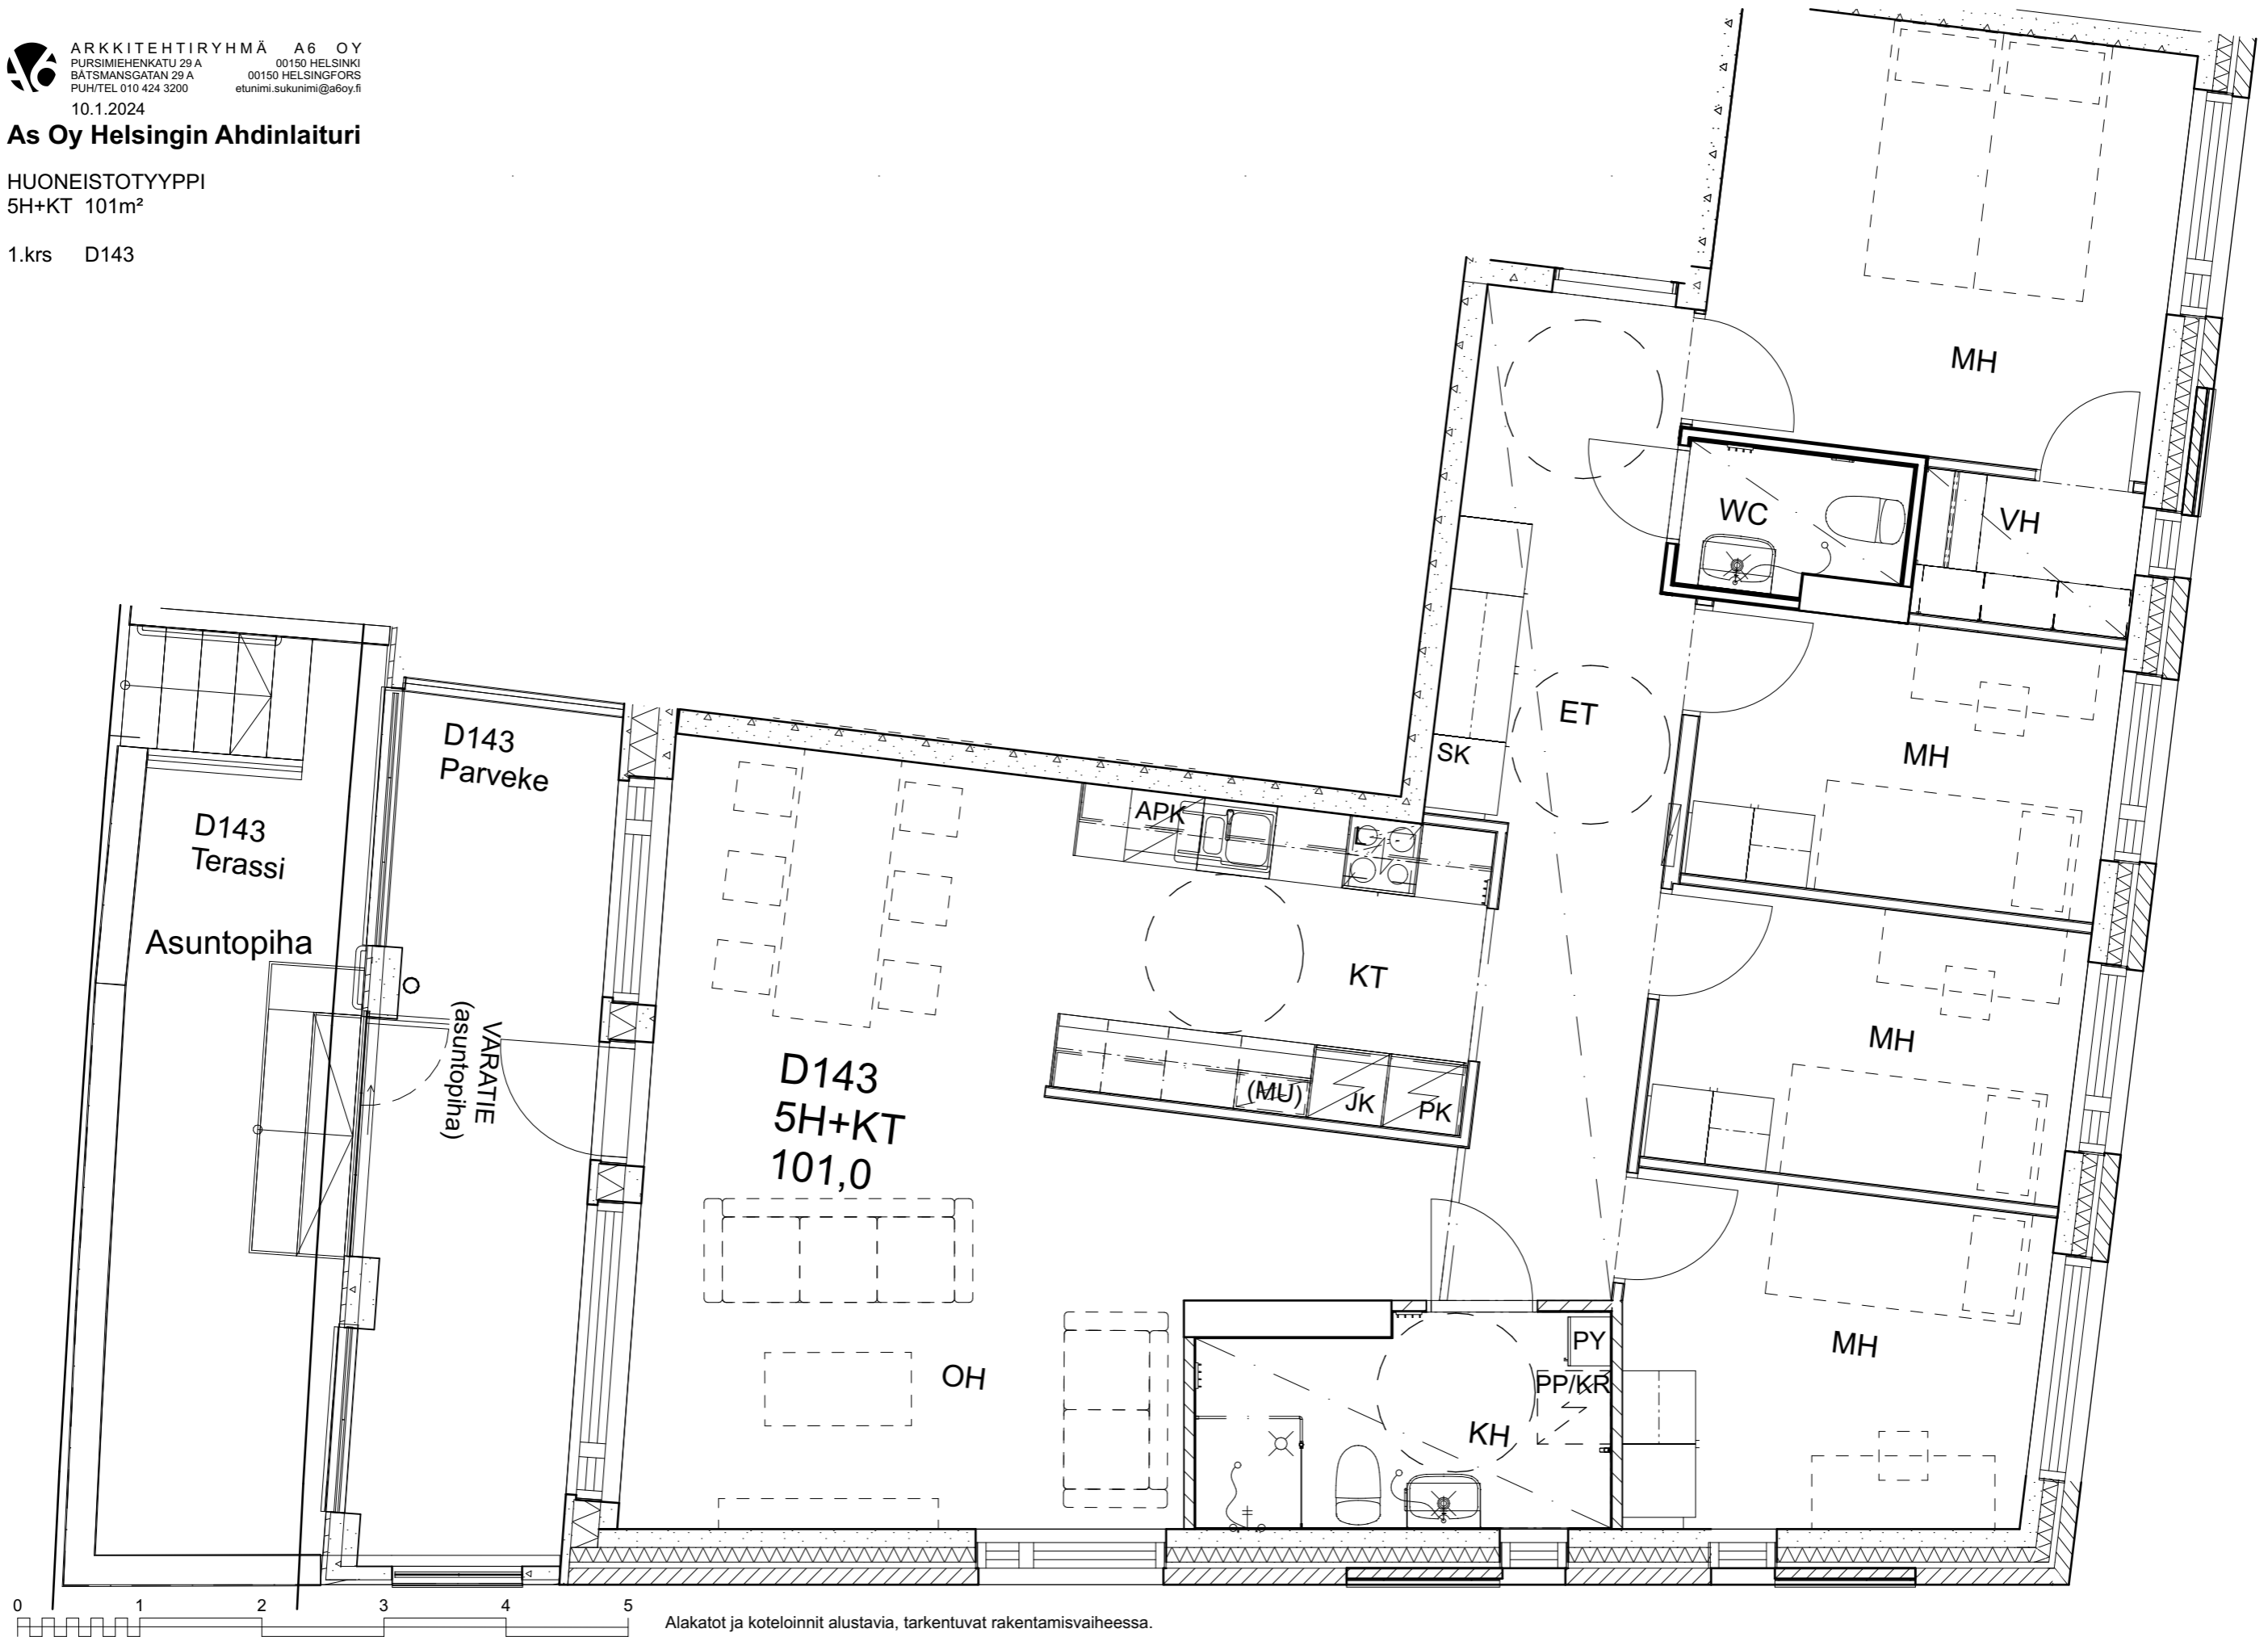 ARKKITEHTIRYHMÄ A6 OY
PURSIMIEHENKATU 29 A 00150 HELSINKI
BÅTSMANSGATAN 29 A 00150 HELSINGFORS
PUH/TEL 010 424 3200 etunimi.sukunimi@a6oy.fi
10.1.2024
As Oy Helsingin Ahdinlaituri
HUONEISTOTYYPPI
5H+KT 101m²
1.krs D143
MH
WC
VH
ET
SK
MH
D143
Parveke
D143
Terassi
Asuntopiha
APK
KT
MH
VARATIE
(asuntopiha)
D143
5H+KT
101,0
(MU)
JK
PK
OH
PY
PP/KR
KH
MH
0 1 2 3 4 5
Alakatot ja koteloinnit alustavia, tarkentuvat rakentamisvaiheessa.